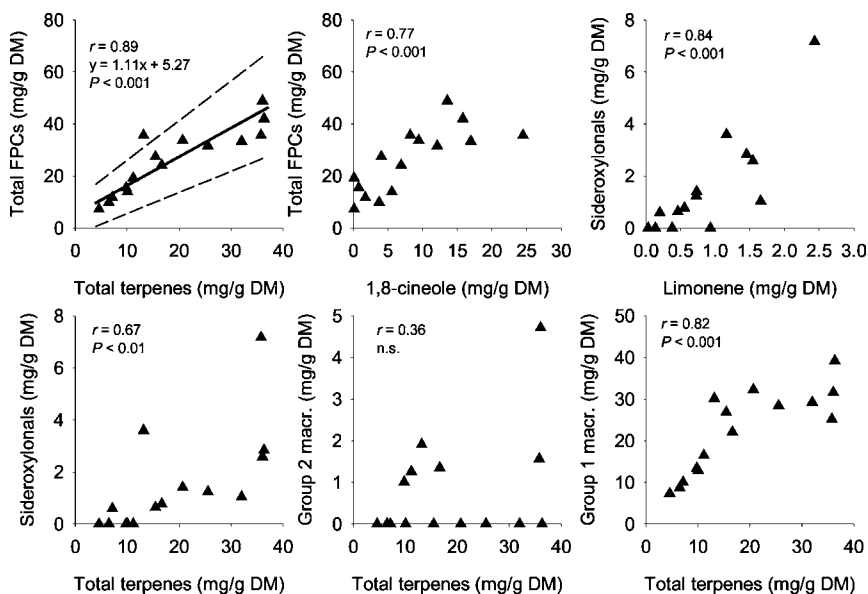 80
60
40
20
0
Total FPCs (mg/g DM)
r = 0.89
y = 1.11x + 5.27
P < 0.001
0 10 20 30 40
Total terpenes (mg/g DM)
80
60
40
20
0
Total FPCs (mg/g DM)
r = 0.77
P < 0.001
0 5 10 15 20 25 30
1,8-cineole (mg/g DM)
8
6
4
2
0
Sideroxylonals (mg/g DM)
r = 0.84
P < 0.001
0.0 0.5 1.0 1.5 2.0 2.5 3.0
Limonene (mg/g DM)
8
6
4
2
0
Sideroxylonals (mg/g DM)
r = 0.67
P < 0.01
0 10 20 30 40
Total terpenes (mg/g DM)
5
4
3
2
1
0
Group 2 macr. (mg/g DM)
r = 0.36
n.s.
0 10 20 30 40
Total terpenes (mg/g DM)
50
40
30
20
10
0
Group 1 macr. (mg/g DM)
r = 0.82
P < 0.001
0 10 20 30 40
Total terpenes (mg/g DM)